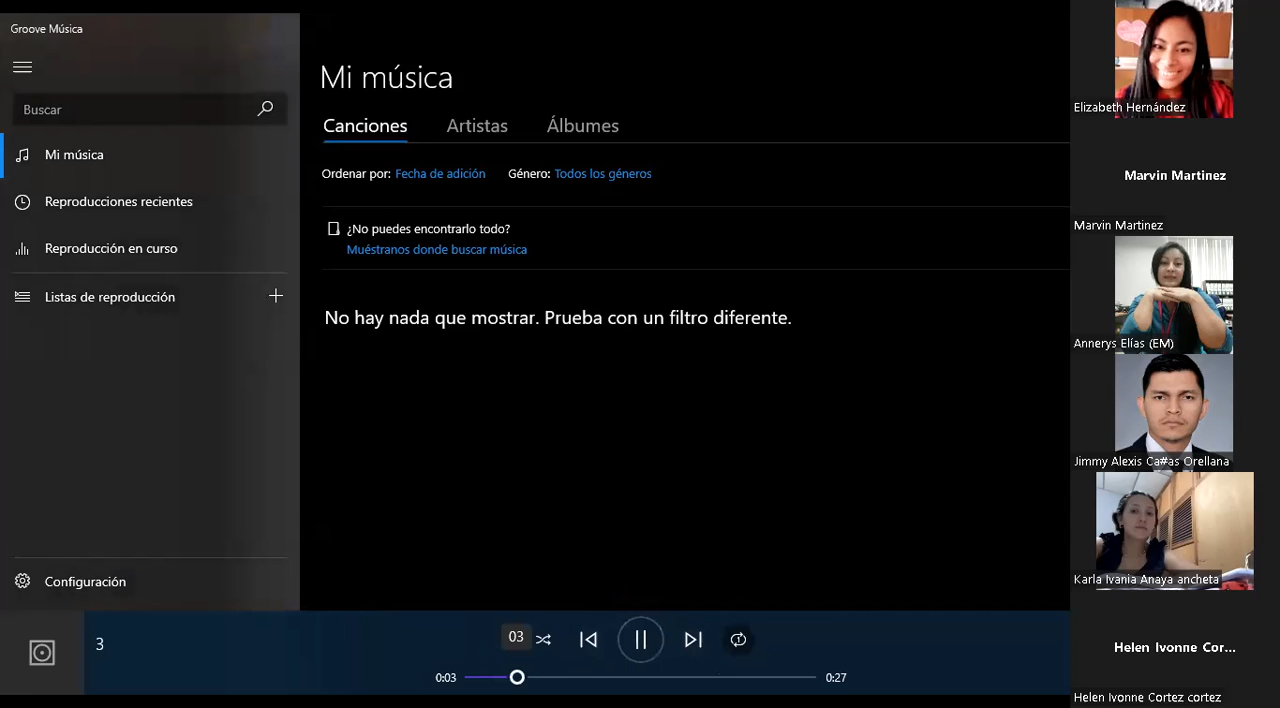 Groove Música
Buscar
Mi música
Reproducciones recientes
Reproducción en curso
Listas de reproducción
Configuración
Mi música
Canciones Artistas Álbumes
Ordenar por: Fecha de adición Género: Todos los géneros
¿No puedes encontrarlo todo?
Muéstranos donde buscar música
No hay nada que mostrar. Prueba con un filtro diferente.
3
03
0:03 0:27
Elizabeth Hernández
Marvin Martinez
Marvin Martinez
Annerys Elías (EM)
Jimmy Alexis Ca#as Orellana
Karla Ivania Anaya ancheta
Helen Ivonne Cor...
Helen Ivonne Cortez cortez